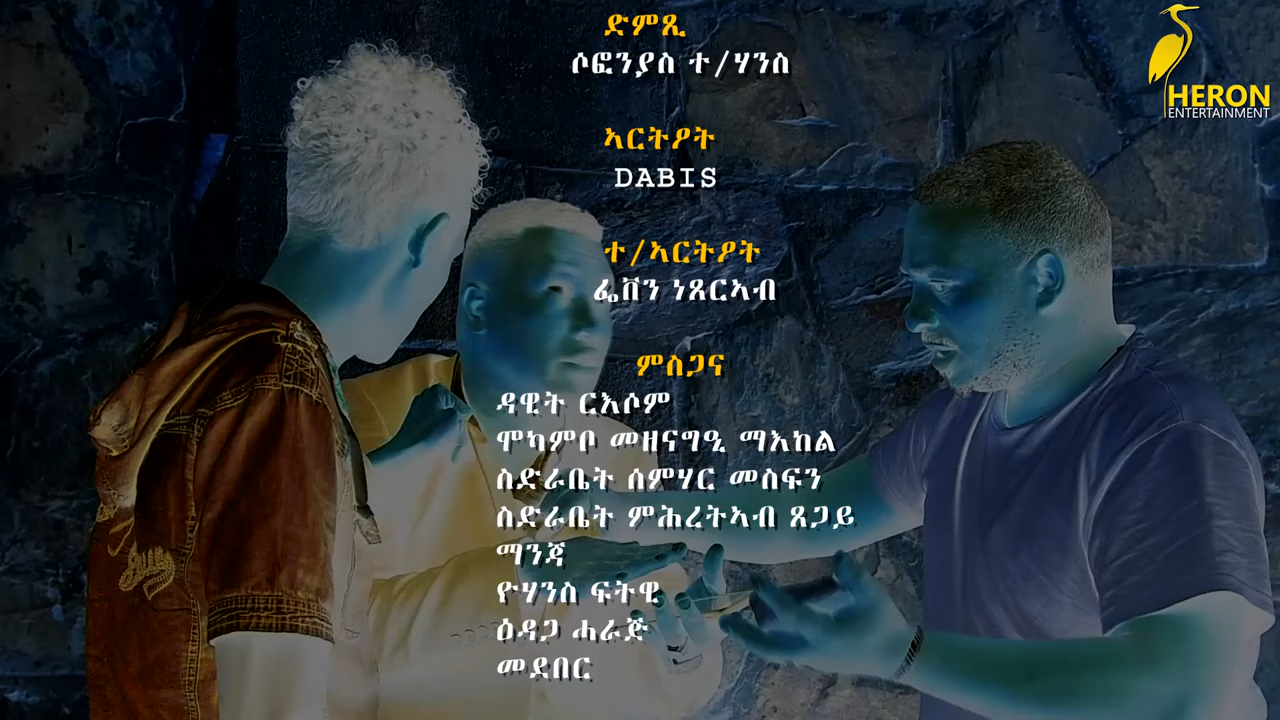 ድምጺ
ሶፎንያስ ተ/ሃንስ
ኣርትዖት
DABIS
ተ/ኣርትዖት
ፌቨን ነጸርኣብ
ምስጋና
ዳዊት ርእሶም
ሞካምቦ መዘናግዒ ማእከል
ስድራቤት ሰምሃር መስፍን
ስድራቤት ምሕረትኣብ ጸጋይ
ማንጃ
ዮሃንስ ፍትዊ
ዕዳጋ ሓራጅ
መደበር
HERON
ENTERTAINMENT